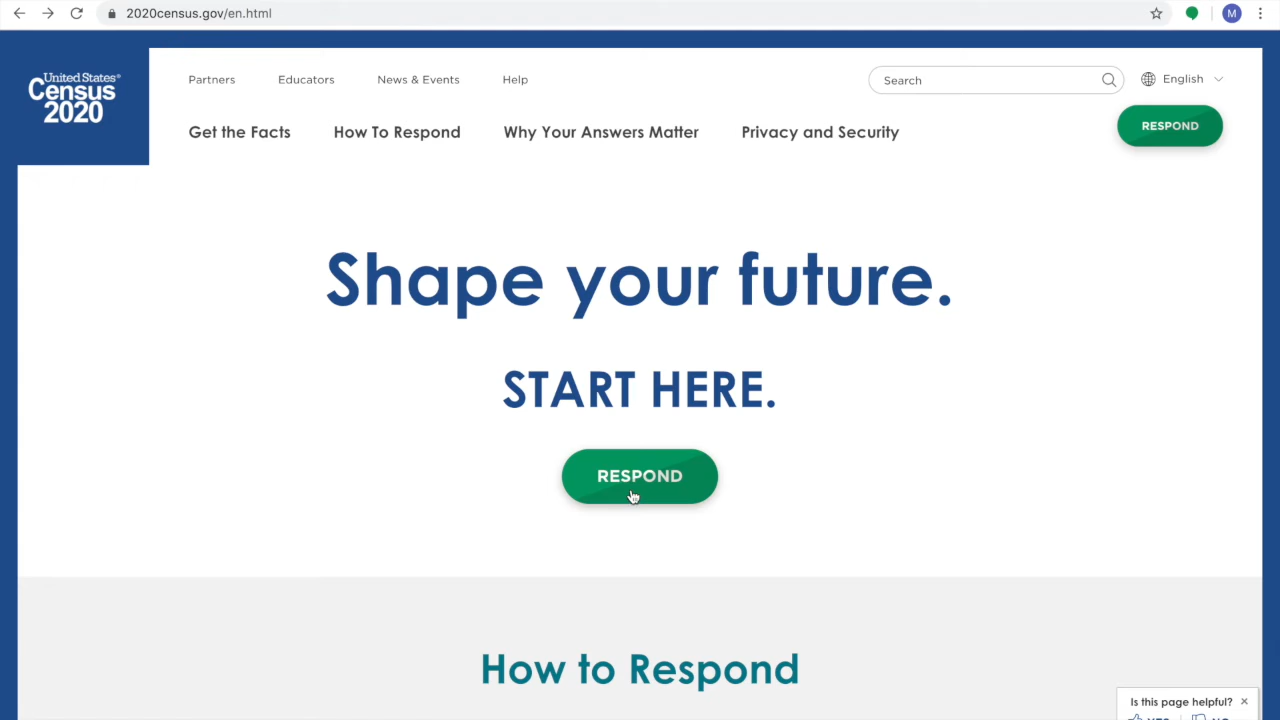 2020census.gov/en.html
M
United States®
Census
2020
Partners Educators News & Events Help
Search
English
Get the Facts How To Respond Why Your Answers Matter Privacy and Security
RESPOND
Shape your future.
START HERE.
RESPOND
How to Respond
Is this page helpful? ×
YES NO